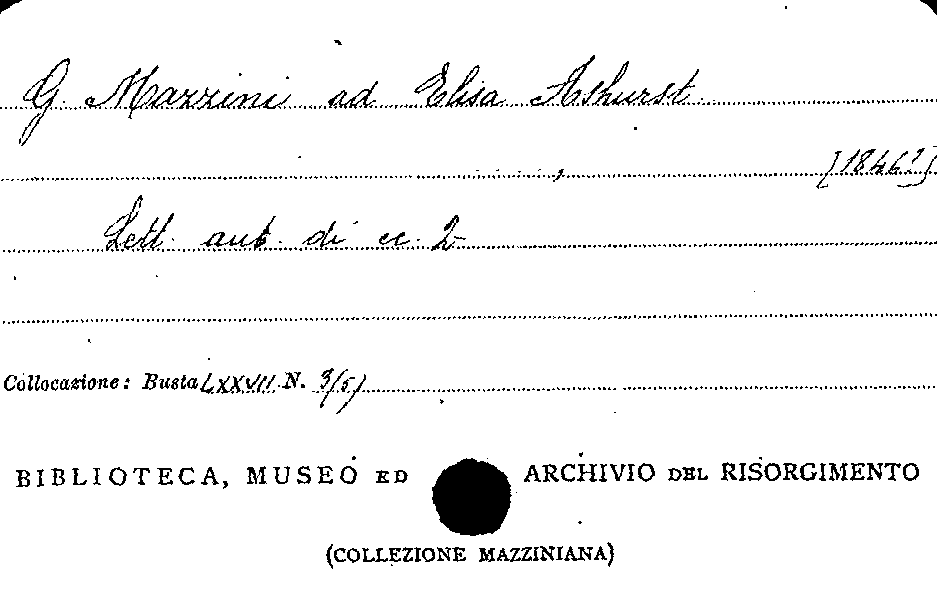 G. Mazzini ad Elisa Ashurst
, [1846?]
Lett. aut. di cc. 2
Collocazione: Busta LXXVII N. 3/5)
BIBLIOTECA, MUSEO ED ARCHIVIO DEL RISORGIMENTO
(COLLEZIONE MAZZINIANA)